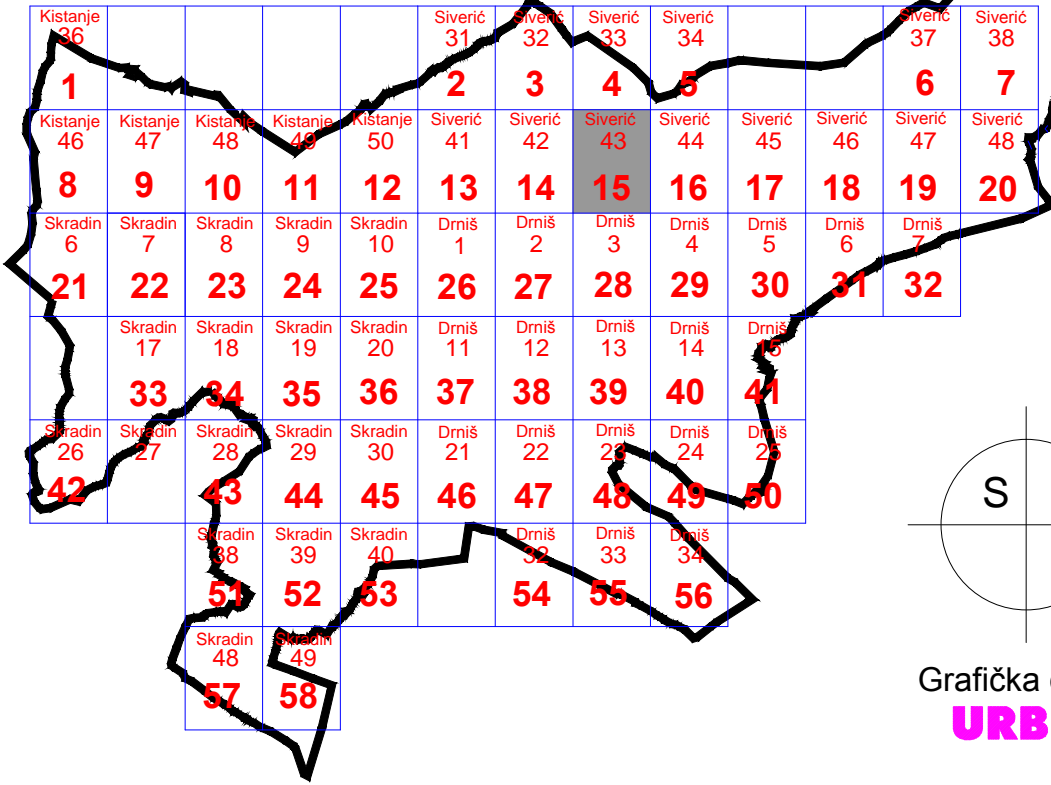 Kistanje Siverić Siverić Siverić Siverić Siverić Siverić
36 31 32 33 34 37 38
1 2 3 4 5 6 7
Kistanje Kistanje Kistanje Kistanje Kistanje Siverić Siverić Siverić Siverić Siverić Siverić Siverić Siverić
46 47 48 49 50 41 42 43 44 45 46 47 48
8 9 10 11 12 13 14 15 16 17 18 19 20
Skradin Skradin Skradin Skradin Skradin Drniš Drniš Drniš Drniš Drniš Drniš Drniš
6 7 8 9 10 1 2 3 4 5 6 7
21 22 23 24 25 26 27 28 29 30 31 32
Skradin Skradin Skradin Skradin Drniš Drniš Drniš Drniš Drniš
17 18 19 20 11 12 13 14 15
33 34 35 36 37 38 39 40 41
Skradin Skradin Skradin Skradin Skradin Drniš Drniš Drniš Drniš Drniš
26 27 28 29 30 21 22 23 24 25
42 43 44 45 46 47 48 49 50
Skradin Skradin Skradin Drniš Drniš Drniš
38 39 40 32 33 34
51 52 53 54 55 56
Skradin Skradin
48 49
57 58
S
Grafička
URB